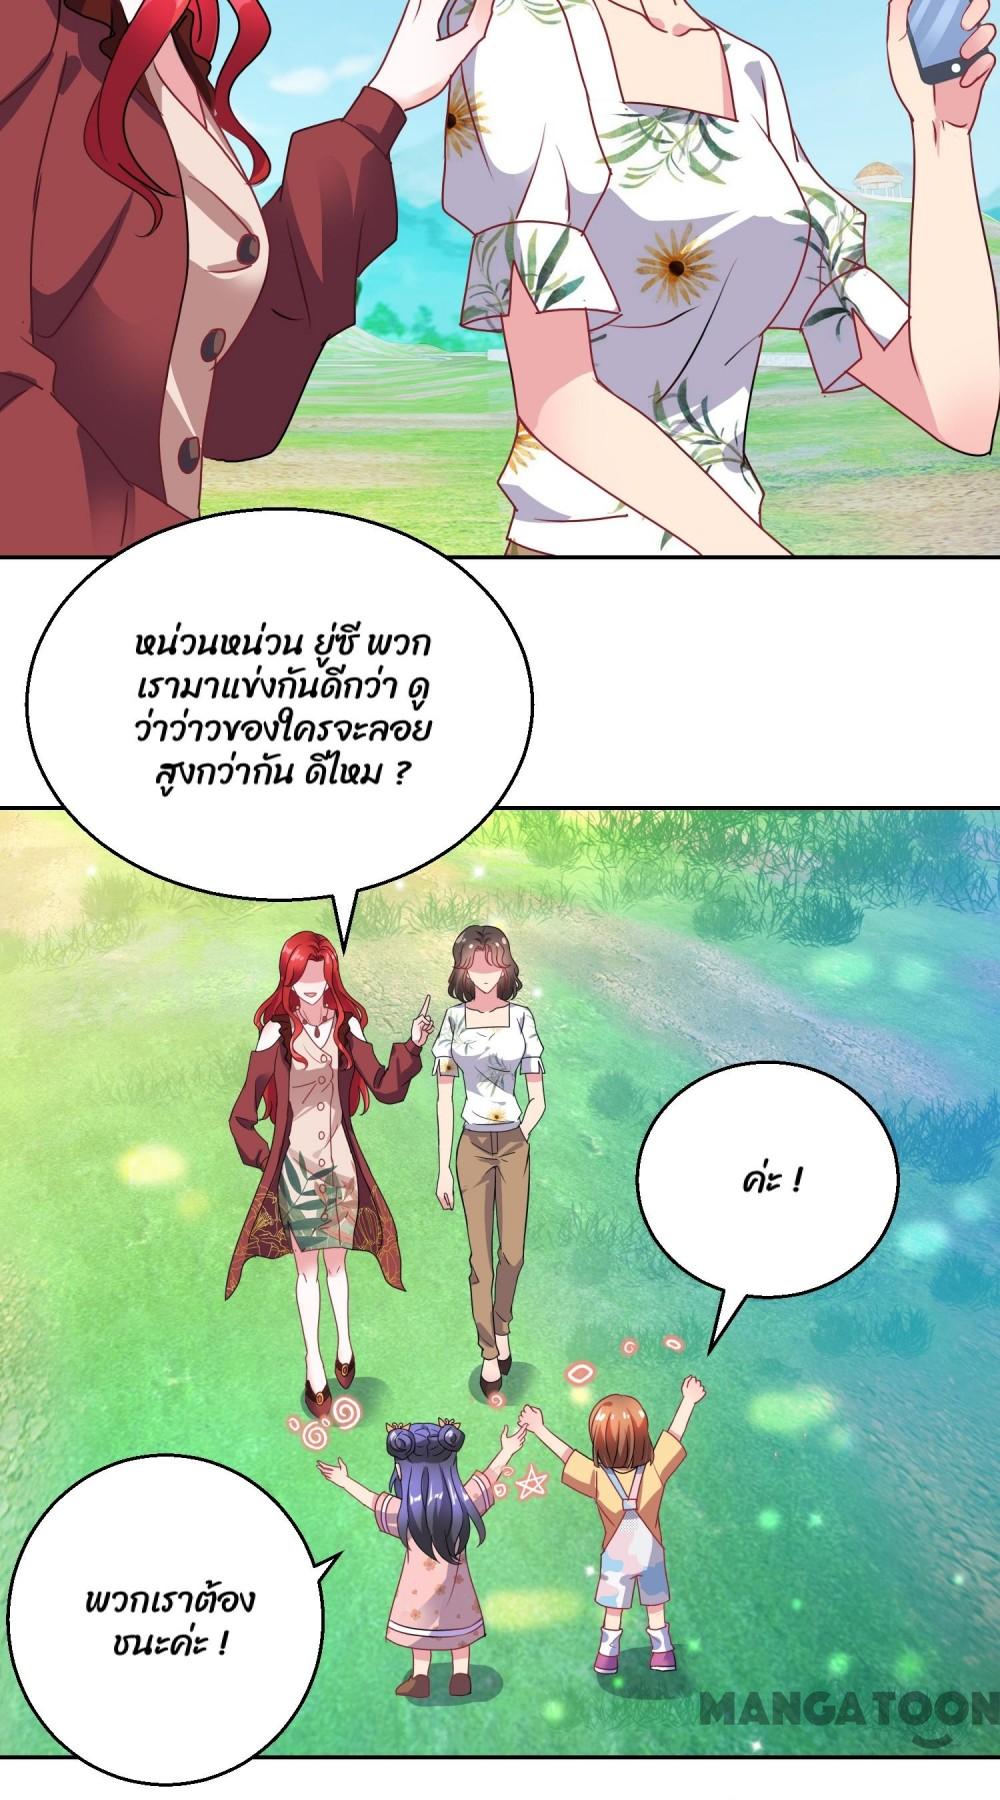 หน่วนหน่วน ยู่ซี พวก
เรามาแข่งกันดีกว่า ดู
ว่าว่าวของใครจะลอย
สูงกว่ากัน ดีไหม ?
ค่ะ !
พวกเราต้อง
ชนะค่ะ !
MANGATOON